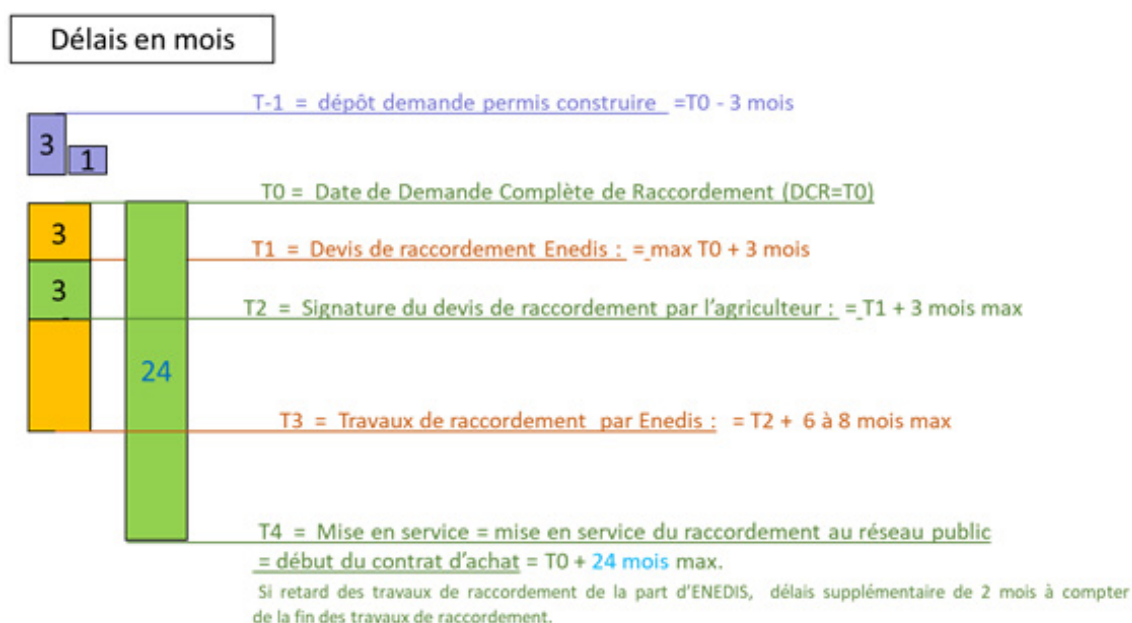 Délais en mois
T-1 = dépôt demande permis construire =T0 - 3 mois
3
1
T0 = Date de Demande Complète de Raccordement (DCR=T0)
3
T1 = Devis de raccordement Enedis : =_max T0 + 3 mois
3
T2 = Signature du devis de raccordement par l'agriculteur : =_T1 + 3 mois max
24
T3 = Travaux de raccordement par Enedis : = T2 + 6 à 8 mois max
T4 = Mise en service = mise en service du raccordement au réseau public
= début du contrat d'achat = T0 + 24 mois max.
Si retard des travaux de raccordement de la part d'ENEDIS, délais supplémentaire de 2 mois à compter
de la fin des travaux de raccordement.